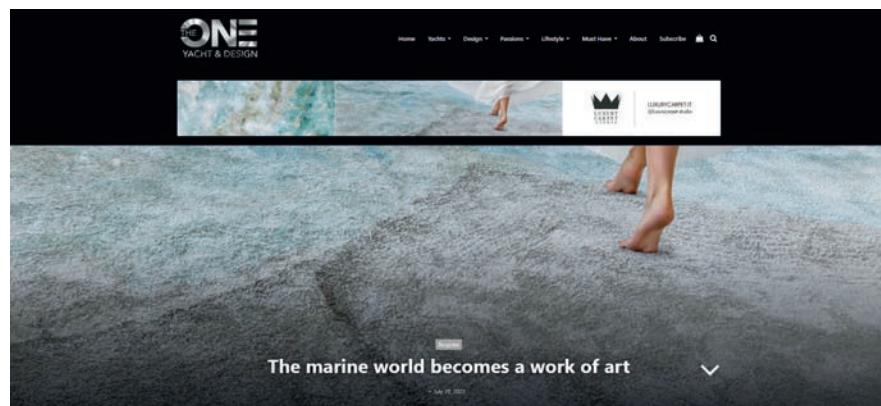 THE ONE
YACHT & DESIGN
Home Yachts Design Passions Lifestyle Must Have About Subscribe
LUXURY
CARPET
STUDIO
LUXURYCARPET.IT
The marine world becomes a work of art